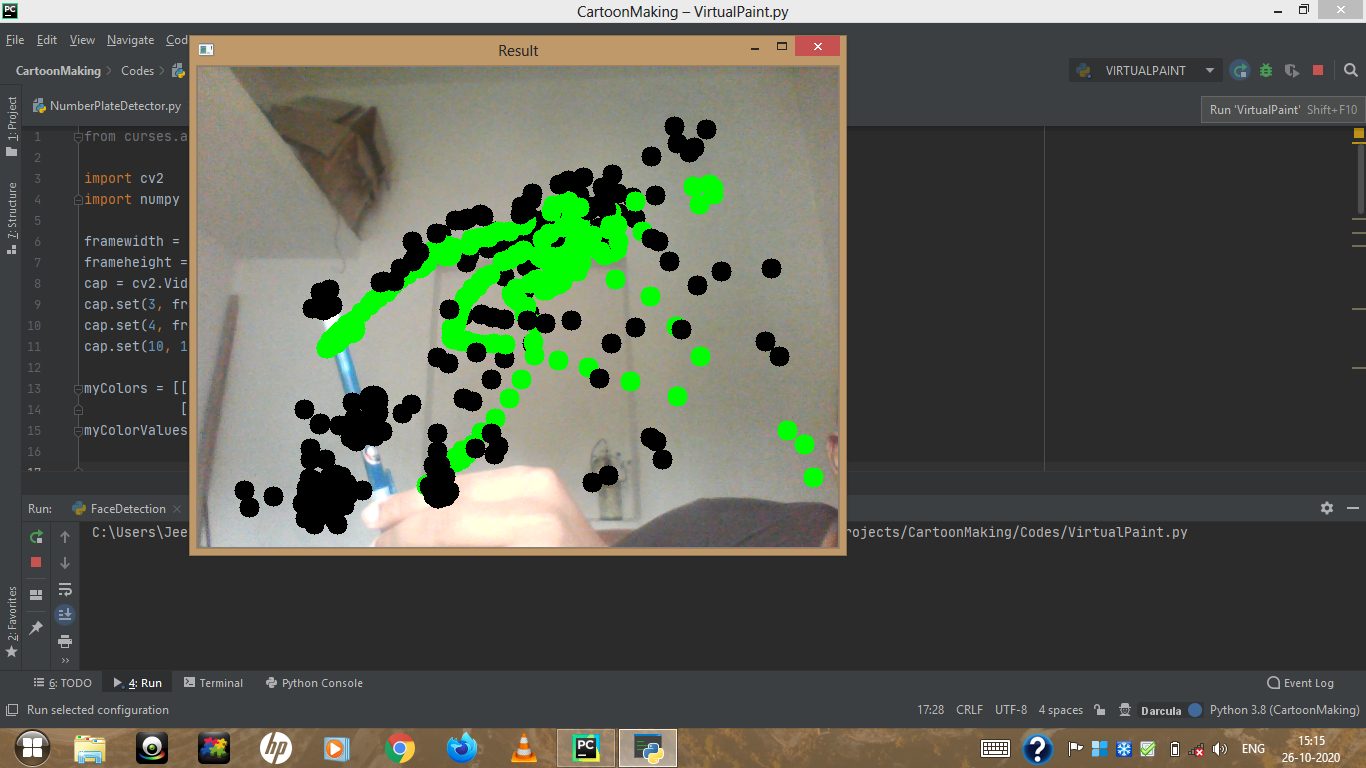 PC
CartoonMaking – VirtualPaint.py
File Edit View Navigate Cod
Result
CartoonMaking Codes
VIRTUALPAINT
NumberPlateDetector.py
Run 'VirtualPaint' Shift+F10
1: Project
7: Structure
2: Favorites
1 from curses.a
2
3 import cv2
4 import numpy
5
6 framewidth =
7 frameheight =
8 cap = cv2.Vid
9 cap.set(3, fr
10 cap.set(4, fr
11 cap.set(10, 1
12
13 myColors = [[
14 [
15 myColorValues
16
17
Run: FaceDetection
C:\Users\Jee rojects/CartoonMaking/Codes/VirtualPaint.py
6: TODO 4: Run Terminal Python Console Event Log
Run selected configuration 17:28 CRLF UTF-8 4 spaces Darcula Python 3.8 (CartoonMaking)
hp PC ? ENG 15:15
26-10-2020